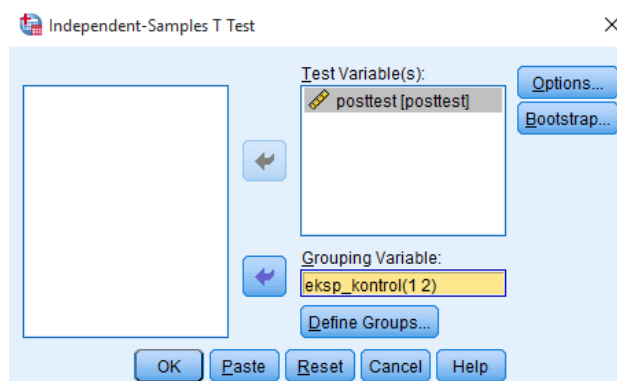 Independent-Samples T Test
Test Variable(s):
posttest [posttest]
Options...
Bootstrap...
Grouping Variable:
eksp_kontrol(1 2)
Define Groups...
OK Paste Reset Cancel Help